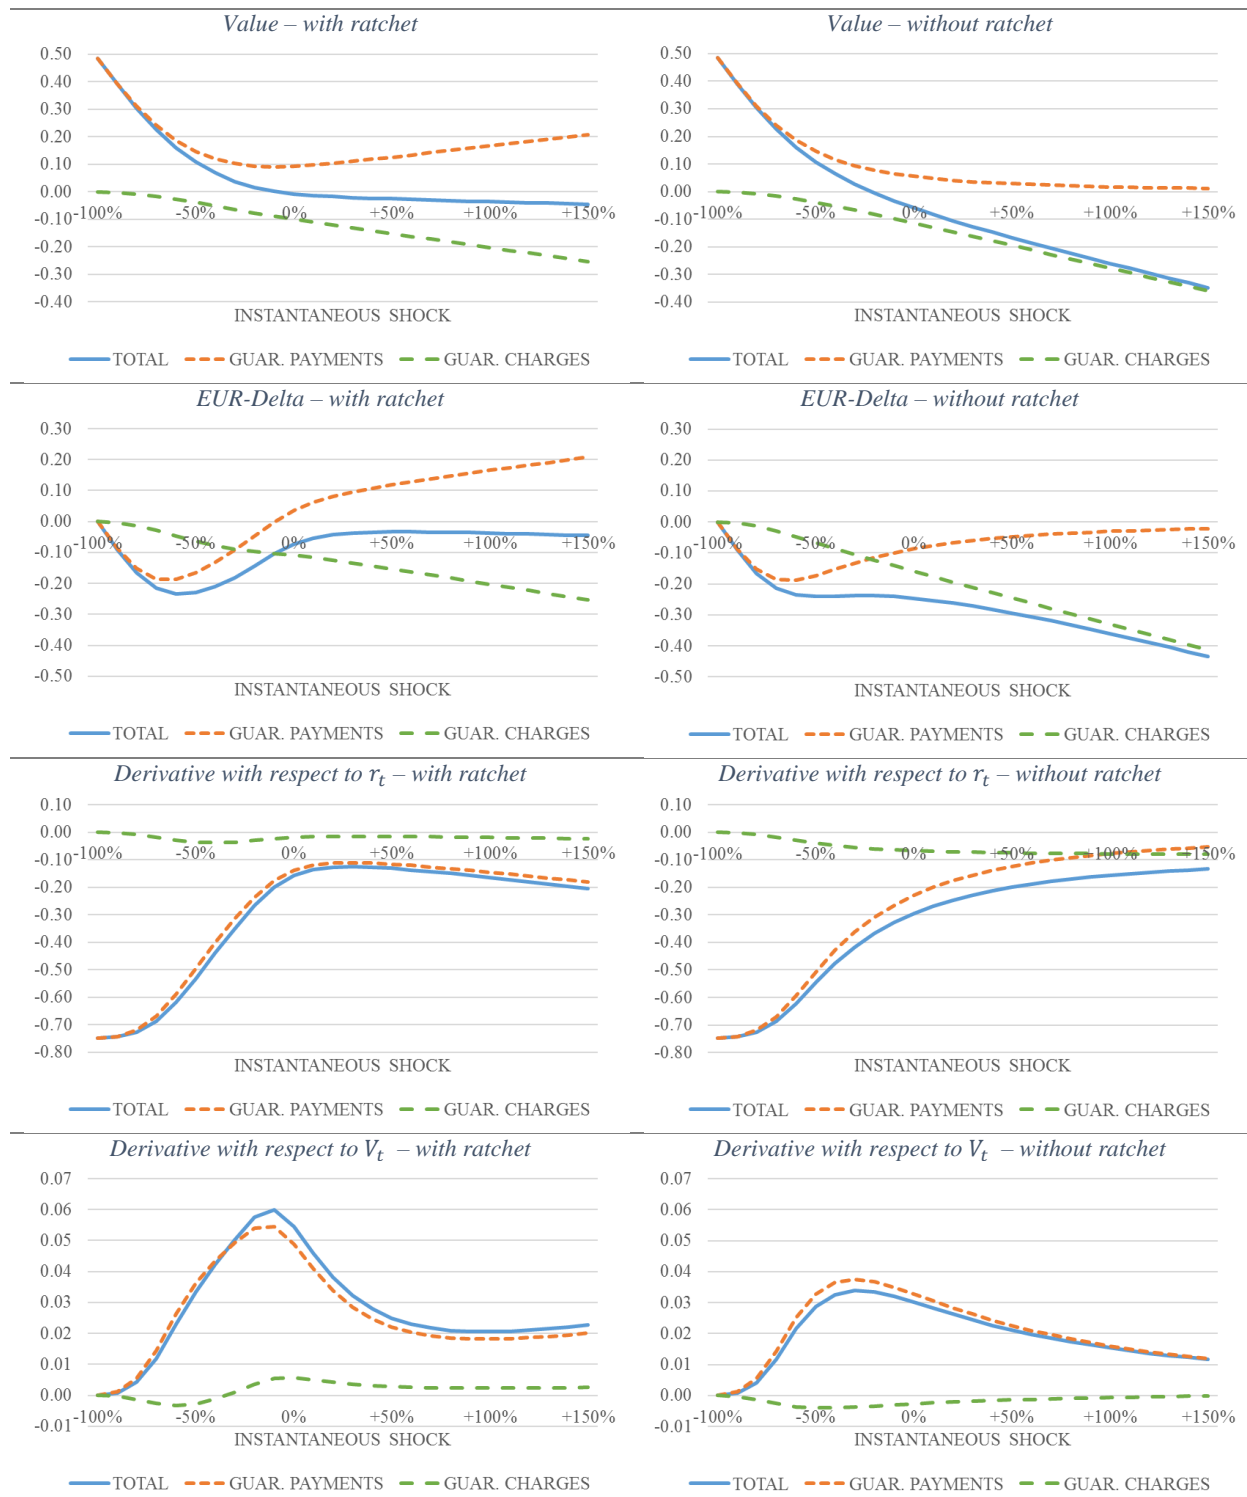 Value – with ratchet
0.50
0.40
0.30
0.20
0.10
0.00
-0.10
-0.20
-0.30
-0.40
-100% -50% 0% +50% +100% +150%
INSTANTANEOUS SHOCK
TOTAL GUAR. PAYMENTS GUAR. CHARGES
Value – without ratchet
0.50
0.40
0.30
0.20
0.10
0.00
-0.10
-0.20
-0.30
-0.40
-100% -50% 0% +50% +100% +150%
INSTANTANEOUS SHOCK
TOTAL GUAR. PAYMENTS GUAR. CHARGES
EUR-Delta – with ratchet
0.30
0.20
0.10
0.00
-0.10
-0.20
-0.30
-0.40
-0.50
-100% -50% 0% +50% +100% +150%
INSTANTANEOUS SHOCK
TOTAL GUAR. PAYMENTS GUAR. CHARGES
EUR-Delta – without ratchet
0.30
0.20
0.10
0.00
-0.10
-0.20
-0.30
-0.40
-0.50
-100% -50% 0% +50% +100% +150%
INSTANTANEOUS SHOCK
TOTAL GUAR. PAYMENTS GUAR. CHARGES
Derivative with respect to r_t – with ratchet
0.10
0.00
-0.10
-0.20
-0.30
-0.40
-0.50
-0.60
-0.70
-0.80
-100% -50% 0% +50% +100% +150%
INSTANTANEOUS SHOCK
TOTAL GUAR. PAYMENTS GUAR. CHARGES
Derivative with respect to r_t – without ratchet
0.10
0.00
-0.10
-0.20
-0.30
-0.40
-0.50
-0.60
-0.70
-0.80
-100% -50% 0% +50% +100% +150%
INSTANTANEOUS SHOCK
TOTAL GUAR. PAYMENTS GUAR. CHARGES
Derivative with respect to V_t – with ratchet
0.07
0.06
0.05
0.04
0.03
0.02
0.01
0.00
-0.01
-100% -50% 0% +50% +100% +150%
INSTANTANEOUS SHOCK
TOTAL GUAR. PAYMENTS GUAR. CHARGES
Derivative with respect to V_t – without ratchet
0.07
0.06
0.05
0.04
0.03
0.02
0.01
0.00
-0.01
-100% -50% 0% +50% +100% +150%
INSTANTANEOUS SHOCK
TOTAL GUAR. PAYMENTS GUAR. CHARGES